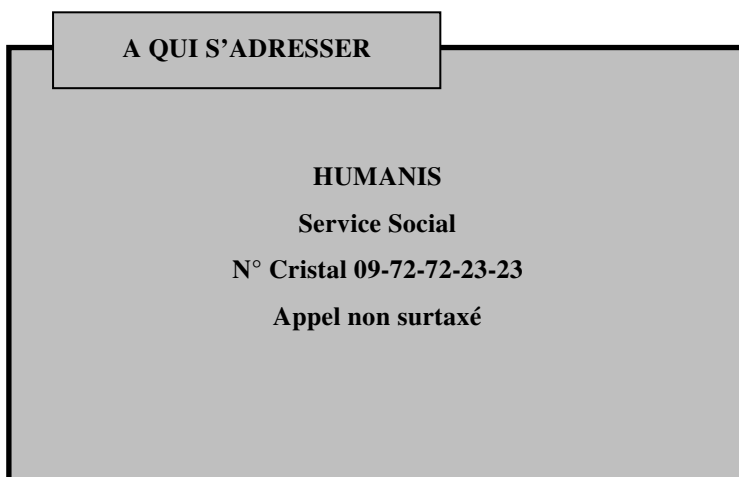 A QUI S’ADRESSER
HUMANIS
Service Social
N° Cristal 09-72-72-23-23
Appel non surtaxé